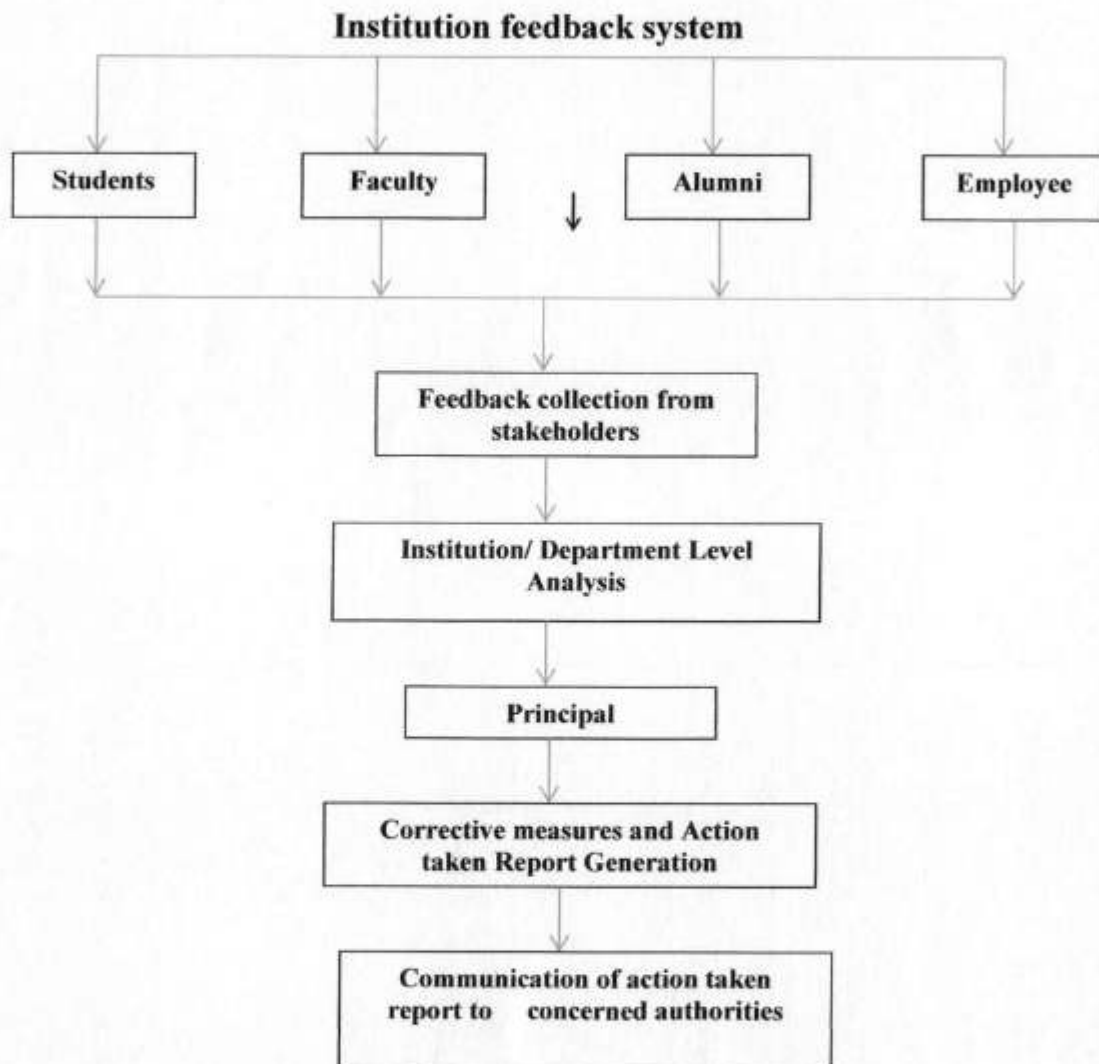 Institution feedback system
Students
Faculty
Alumni
Employee
Feedback collection from
stakeholders
Institution/ Department Level
Analysis
Principal
Corrective measures and Action
taken Report Generation
Communication of action taken
report to concerned authorities